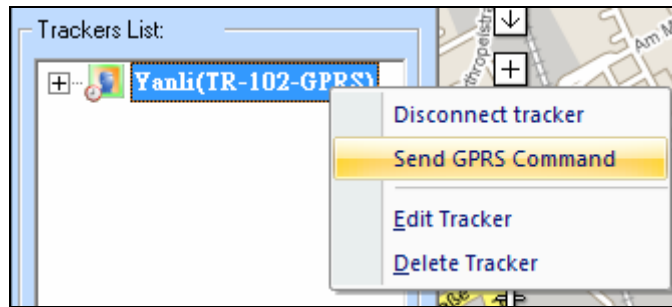 Trackers List:
Yanli(TR-102-GPRS)
Disconnect tracker
Send GPRS Command
Edit Tracker
Delete Tracker